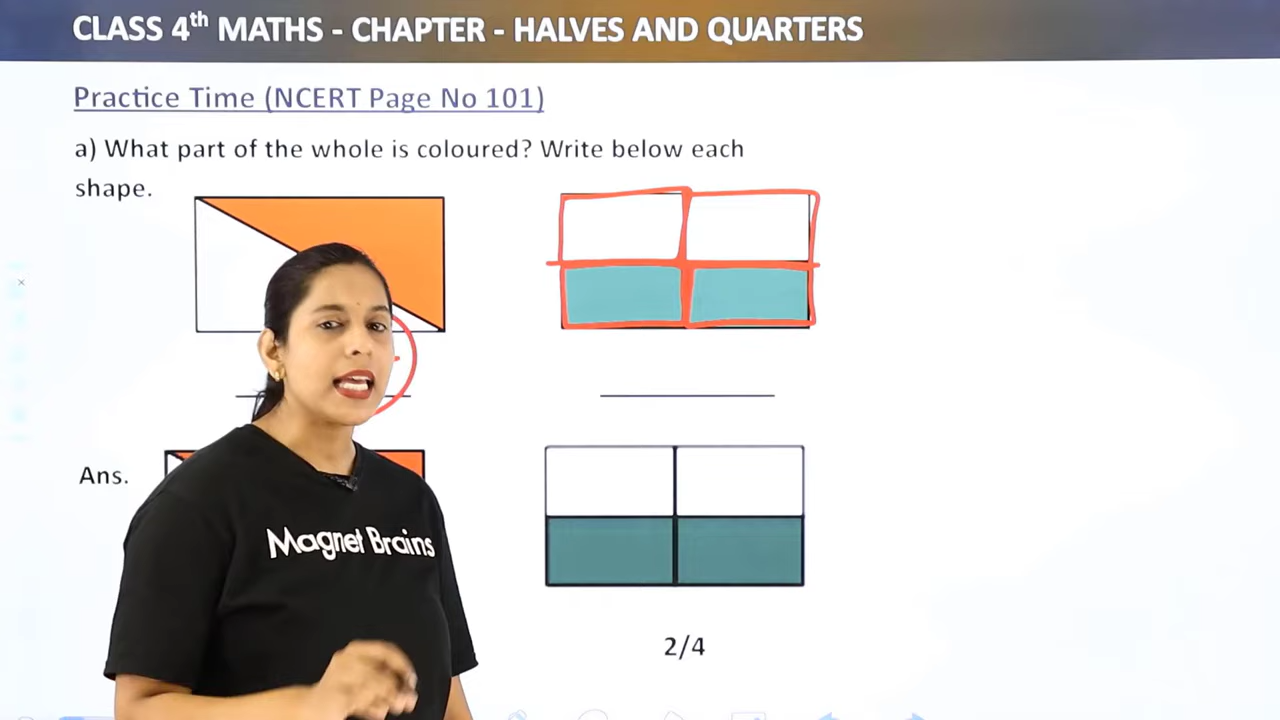 CLASS 4th MATHS - CHAPTER - HALVES AND QUARTERS
Practice Time (NCERT Page No 101)
a) What part of the whole is coloured? Write below each
shape.
Ans.
Magnet Brains
2/4